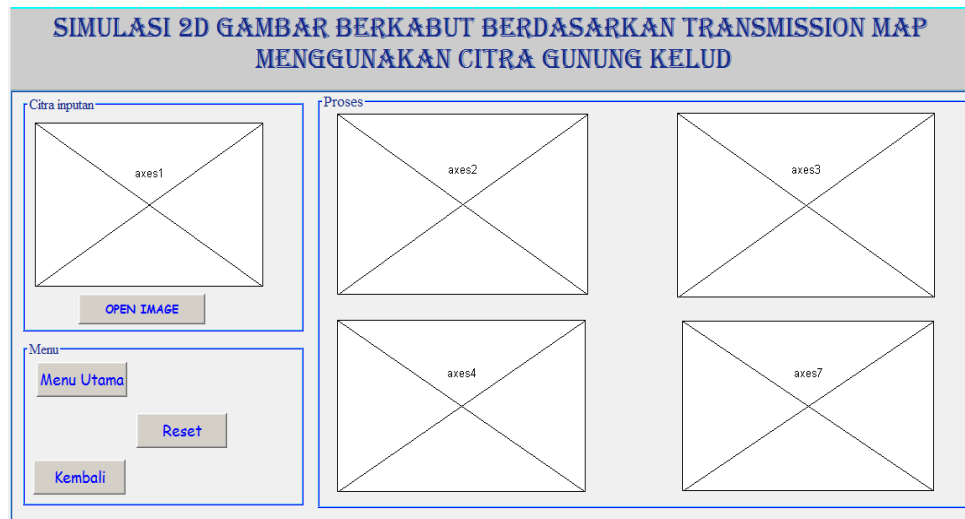 SIMULASI 2D GAMBAR BERKABUT BERDASARKAN TRANSMISSION MAP
MENGGUNAKAN CITRA GUNUNG KELUD
Citra inputan
axes1
OPEN IMAGE
Menu
Menu Utama
Reset
Kembali
Proses
axes2
axes3
axes4
axes7